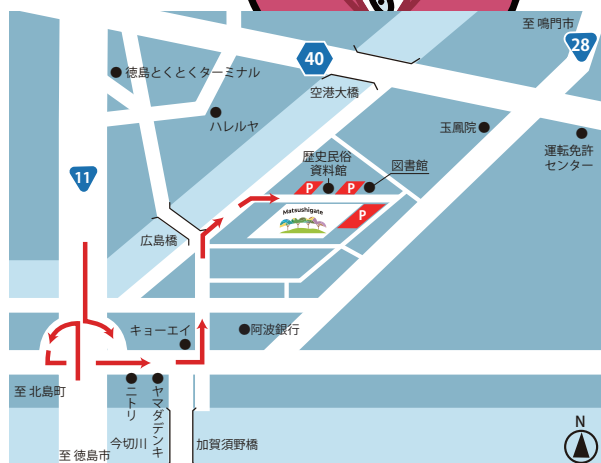 至 鳴門市
28
40
徳島とくとくターミナル
空港大橋
ハレルヤ
玉鳳院
運転免許
センター
歴史民俗
資料館
図書館
11
P
P
Matsushigate
P
広島橋
キョーエイ
阿波銀行
至 北島町
ニトリ
ヤマダデンキ
今切川
加賀須野橋
至 徳島市
N